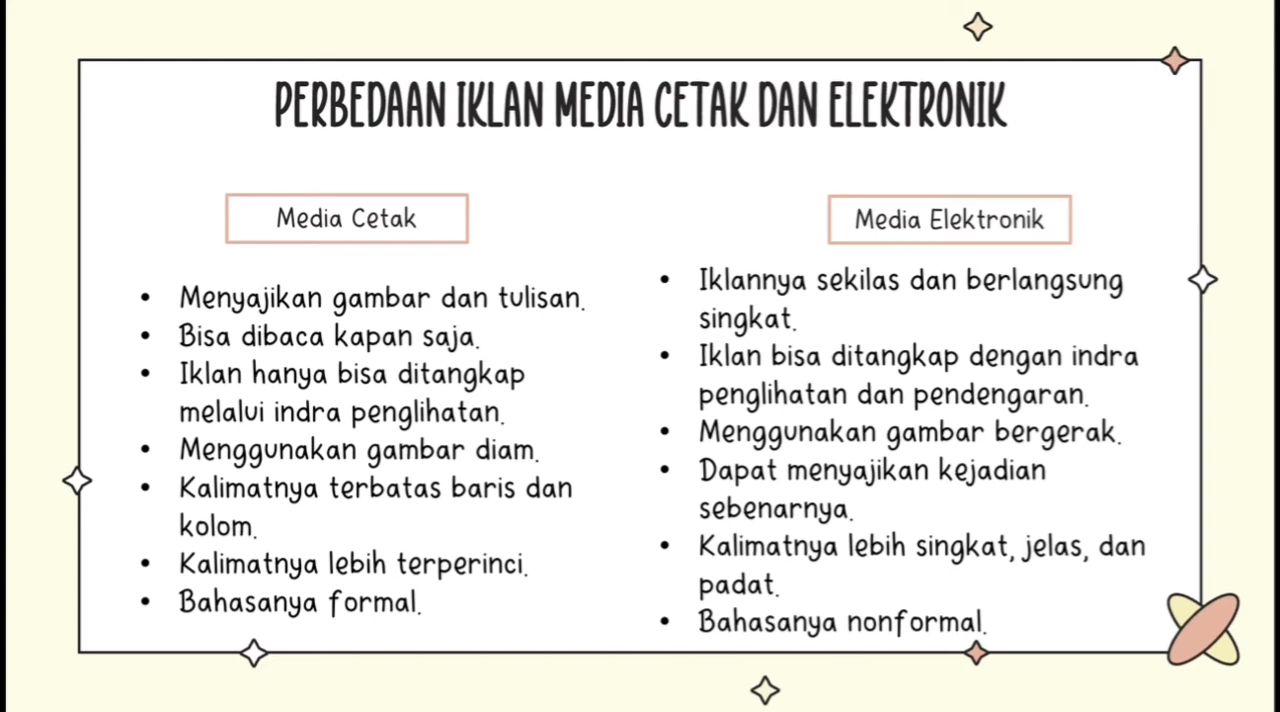 PERBEDAAN IKLAN MEDIA CETAK DAN ELEKTRONIK
Media Cetak
• Menyajikan gambar dan tulisan.
• Bisa dibaca kapan saja.
• Iklan hanya bisa ditangkap
melalui indra penglihatan.
• Menggunakan gambar diam.
• Kalimatnya terbatas baris dan
kolom.
• Kalimatnya lebih terperinci.
• Bahasanya formal.
Media Elektronik
• Iklannya sekilas dan berlangsung
singkat.
• Iklan bisa ditangkap dengan indra
penglihatan dan pendengaran.
• Menggunakan gambar bergerak.
• Dapat menyajikan kejadian
sebenarnya.
• Kalimatnya lebih singkat, jelas, dan
padat.
• Bahasanya nonformal.